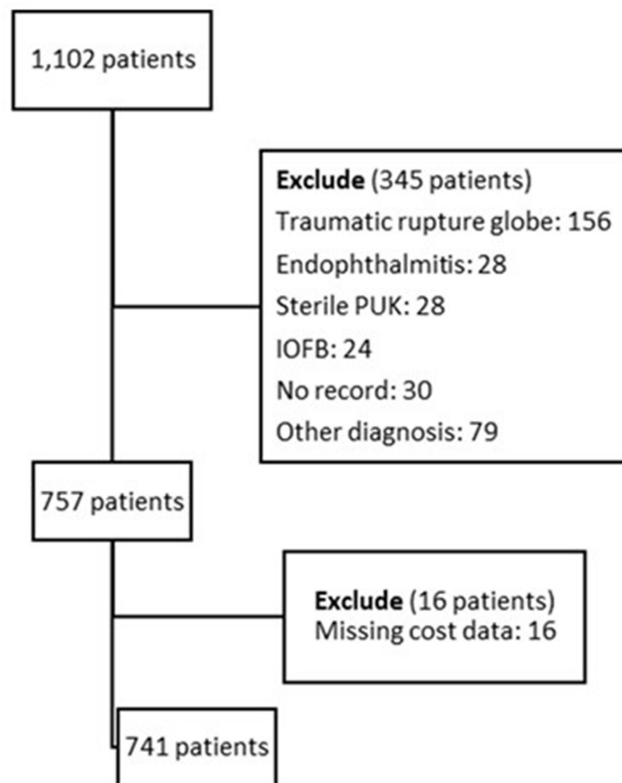 1,102 patients
Exclude (345 patients)
Traumatic rupture globe: 156
Endophthalmitis: 28
Sterile PUK: 28
IOFB: 24
No record: 30
Other diagnosis: 79
757 patients
Exclude (16 patients)
Missing cost data: 16
741 patients